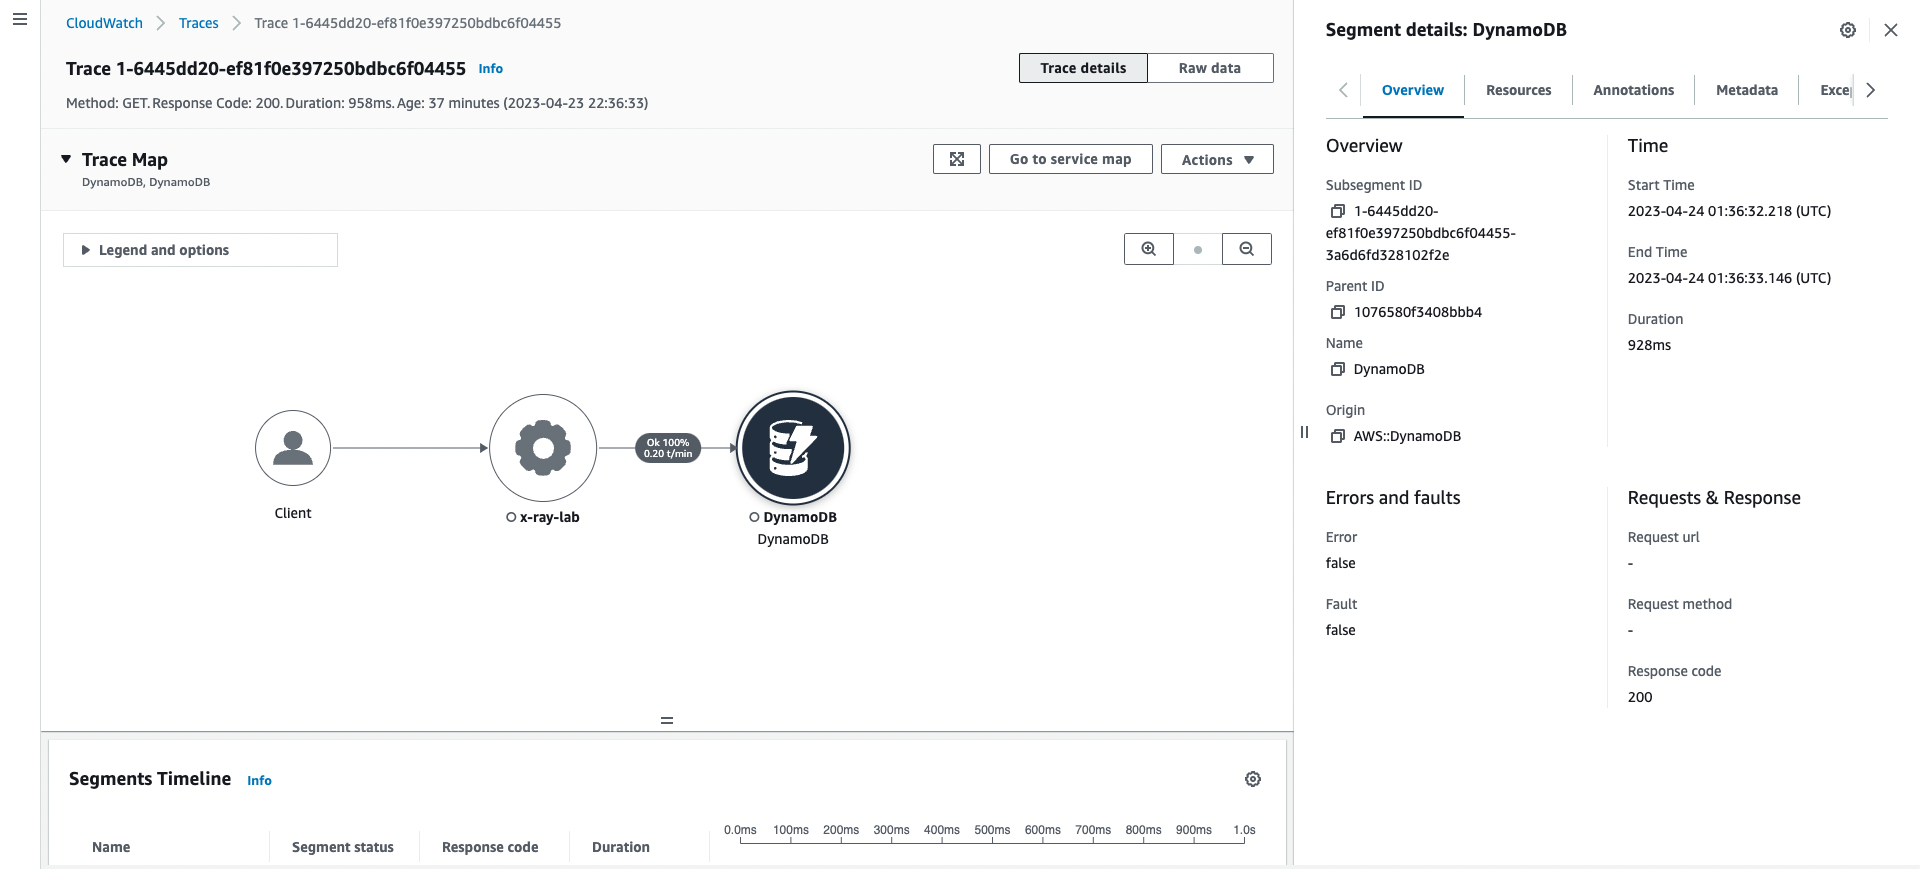 CloudWatch
Traces
Trace 1-6445dd20-ef81f0e397250bdbc6f04455
Trace 1-6445dd20-ef81f0e397250bdbc6f04455 Info
Trace details
Raw data
Method: GET. Response Code: 200. Duration: 958ms. Age: 37 minutes (2023-04-23 22:36:33)
Trace Map
DynamoDB, DynamoDB
Go to service map
Actions
Legend and options
Ok 100%
0.20 t/min
Client
x-ray-lab
DynamoDB
DynamoDB
Segments Timeline Info
0.0ms 100ms 200ms 300ms 400ms 500ms 600ms 700ms 800ms 900ms 1.0s
Name Segment status Response code Duration
Segment details: DynamoDB
Overview Resources Annotations Metadata Exce
Overview
Subsegment ID
1-6445dd20-
ef81f0e397250bdbc6f04455-
3a6d6fd328102f2e
Parent ID
1076580f3408bbb4
Name
DynamoDB
Origin
AWS::DynamoDB
Time
Start Time
2023-04-24 01:36:32.218 (UTC)
End Time
2023-04-24 01:36:33.146 (UTC)
Duration
928ms
Errors and faults
Error
false
Fault
false
Requests & Response
Request url
-
Request method
-
Response code
200